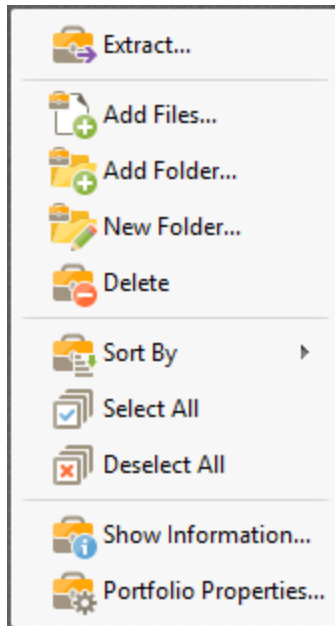 Extract...
Add Files...
Add Folder...
New Folder...
Delete
Sort By
Select All
Deselect All
Show Information...
Portfolio Properties...